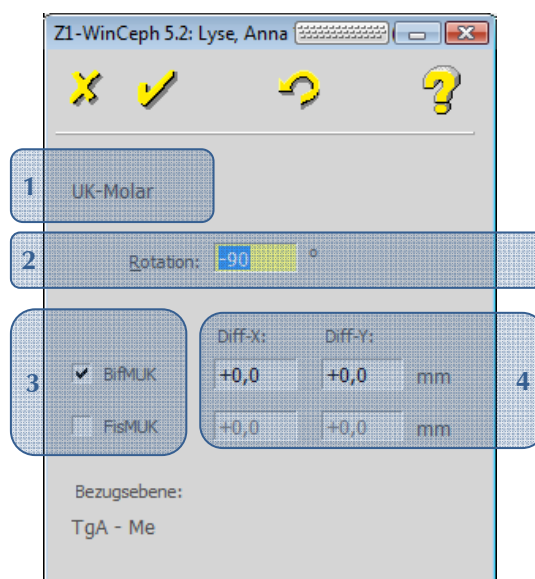 Z1-WinCeph 5.2: Lyse, Anna
1 UK-Molar
2 Rotation: -90 °
Diff-X: Diff-Y:
3 BifMUK +0,0 +0,0 mm 4
FisMUK +0,0 +0,0 mm
Bezugsebene:
TgA - Me